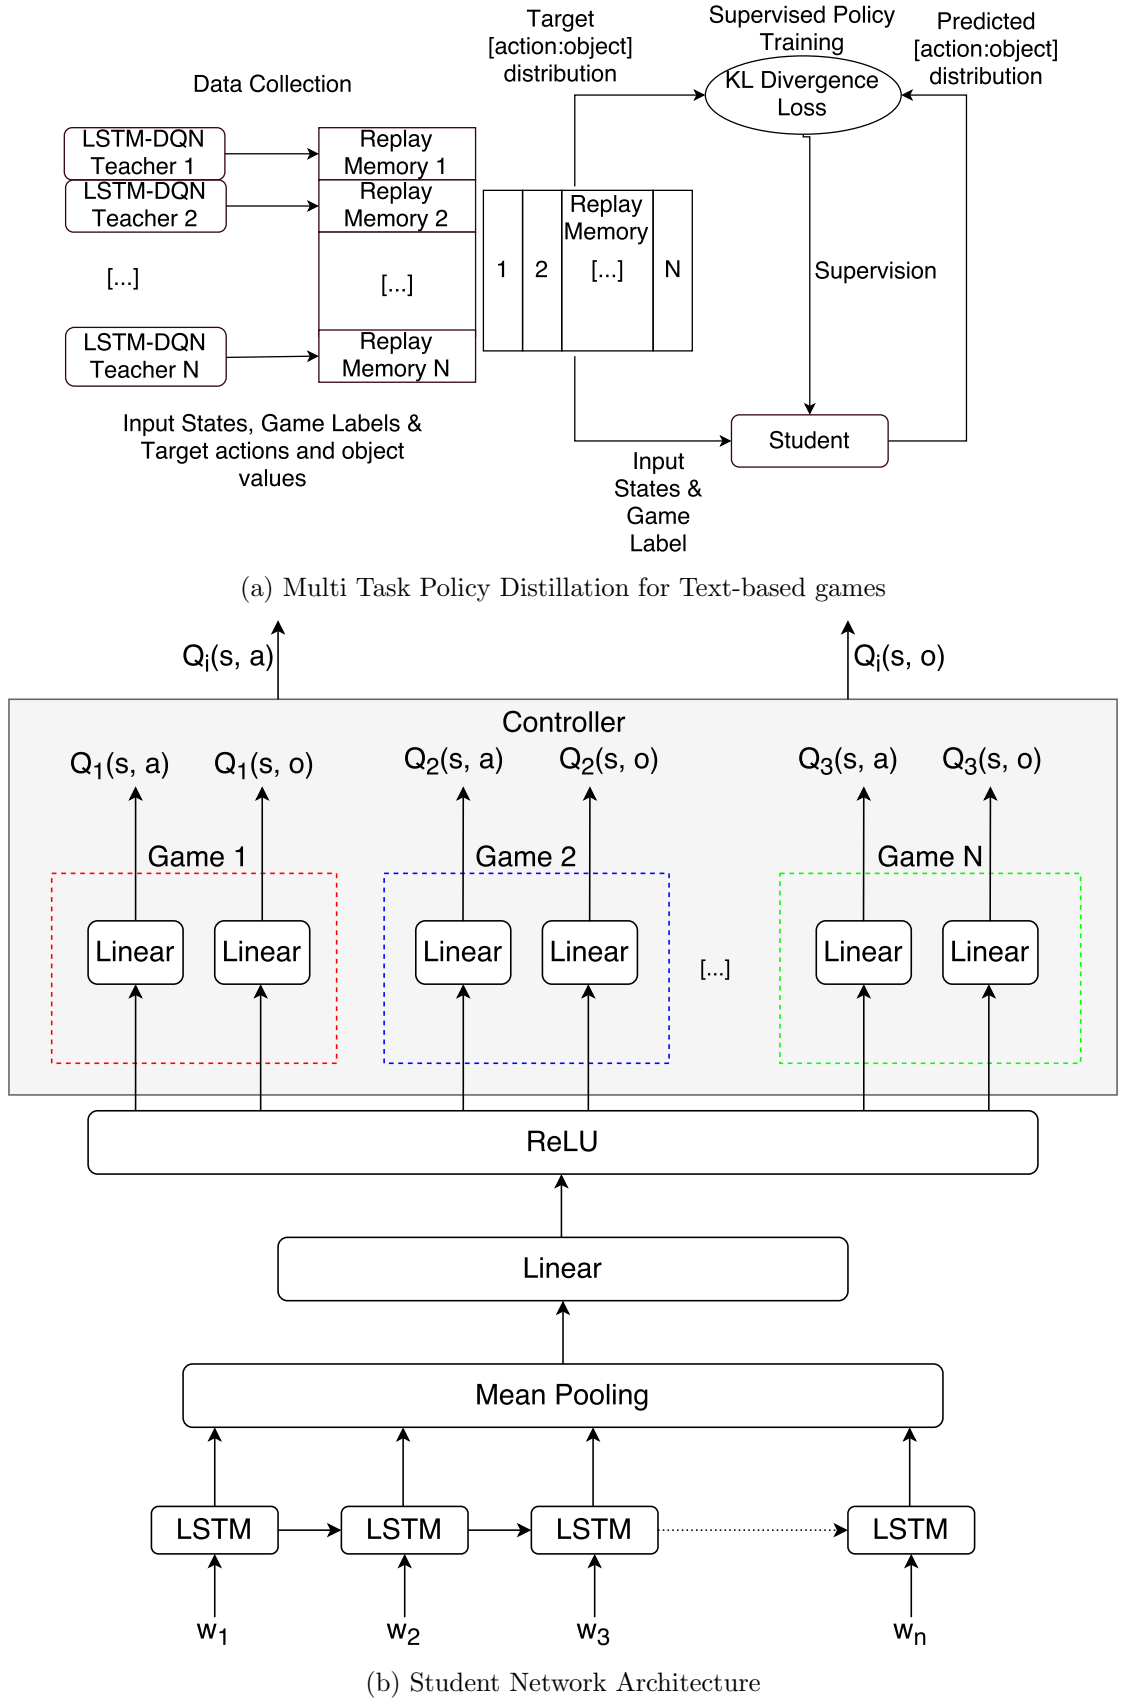 Data Collection
LSTM-DQN
Teacher 1
LSTM-DQN
Teacher 2
[...]
LSTM-DQN
Teacher N
Replay
Memory 1
Replay
Memory 2
[...]
Replay
Memory N
Input States, Game Labels &
Target actions and object
values
Target
[action:object]
distribution
Supervised Policy
Training
KL Divergence
Loss
Predicted
[action:object]
distribution
1
2
Replay
Memory
[...]
N
Supervision
Student
Input
States &
Game
Label
(a) Multi Task Policy Distillation for Text-based games
Qi(s, a)
Qi(s, o)
Controller
Q1(s, a)
Q1(s, o)
Q2(s, a)
Q2(s, o)
Q3(s, a)
Q3(s, o)
Game 1
Game 2
Game N
Linear
Linear
Linear
Linear
[...]
Linear
Linear
ReLU
Linear
Mean Pooling
LSTM
LSTM
LSTM
LSTM
w1
w2
w3
wn
(b) Student Network Architecture